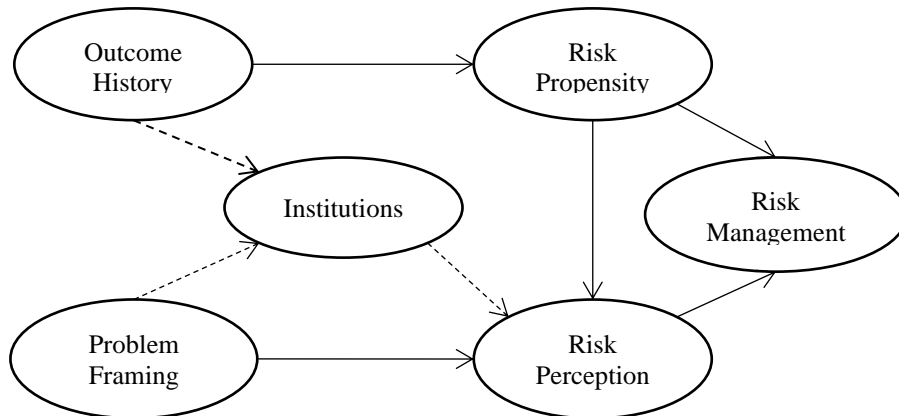 Outcome
History
Risk
Propensity
Institutions
Risk
Management
Problem
Framing
Risk
Perception